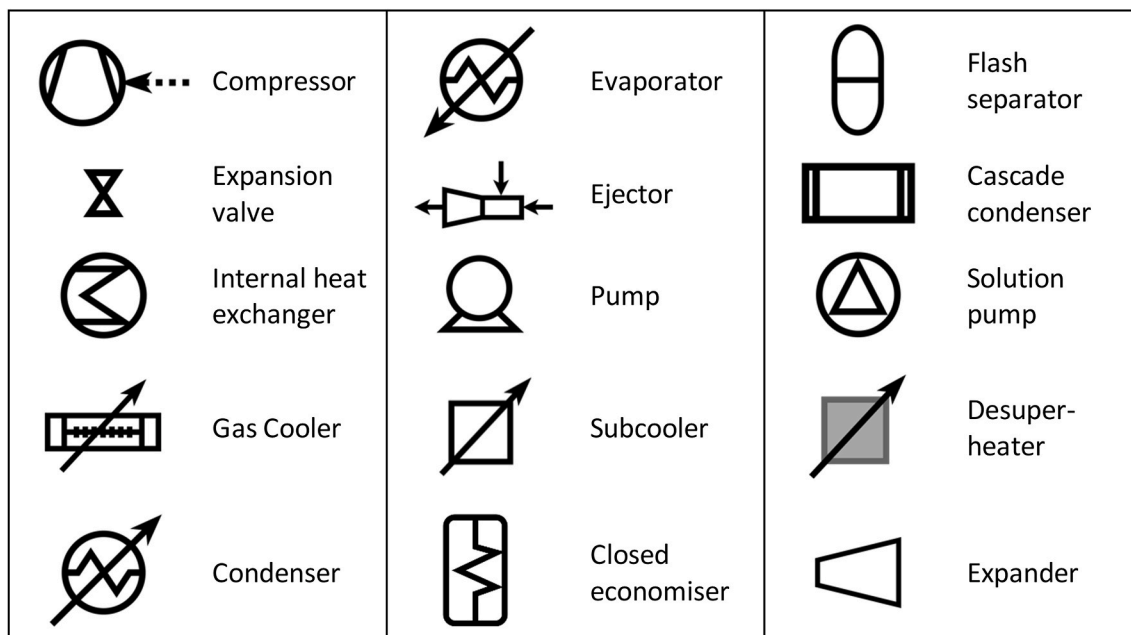 Compressor
Expansion
valve
Internal heat
exchanger
Gas Cooler
Condenser
Evaporator
Ejector
Pump
Subcooler
Closed
economiser
Flash
separator
Cascade
condenser
Solution
pump
Desuper-
heater
Expander